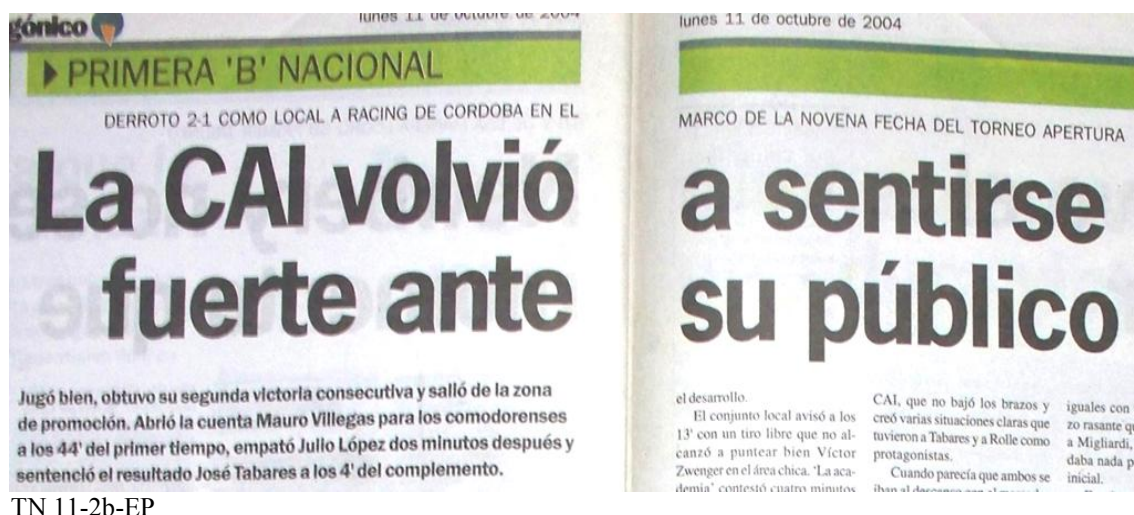 gónico
lunes 11 de octubre de 2004
PRIMERA 'B' NACIONAL
DERROTO 2-1 COMO LOCAL A RACING DE CORDOBA EN EL
La CAI volvió
fuerte ante
Jugó bien, obtuvo su segunda victoria consecutiva y salió de la zona
de promoción. Abrió la cuenta Mauro Villegas para los comodorenses
a los 44' del primer tiempo, empató Julio López dos minutos después y
sentenció el resultado José Tabares a los 4' del complemento.
lunes 11 de octubre de 2004
MARCO DE LA NOVENA FECHA DEL TORNEO APERTURA
a sentirse
su público
el desarrollo.
El conjunto local avisó a los
13' con un tiro libre que no al-
canzó a puntear bien Víctor
Zwenger en el área chica. "La aca-
demia" contestó cuatro minutos
CAI, que no bajó los brazos y
creó varias situaciones claras que
tuvieron a Tabares y a Rolle como
protagonistas.
Cuando parecía que ambos se
iban al descanso
iguales con
zo rasante
a Migliardi,
daba nada
inicial.
TN 11-2b-EP